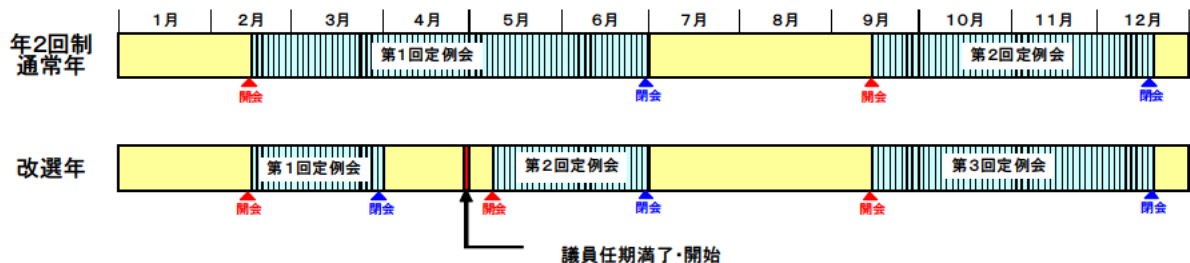 1月 2月 3月 4月 5月 6月 7月 8月 9月 10月 11月 12月
年2回制
通常年
第1回定例会 第2回定例会
開会 閉会 開会 閉会
改選年
第1回定例会 第2回定例会 第3回定例会
開会 閉会 開会 閉会 開会 閉会
議員任期満了・開始